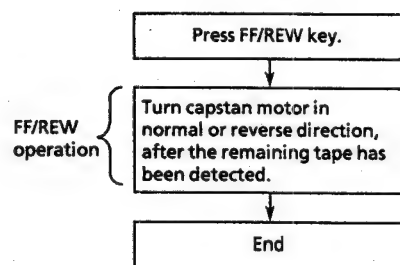 Press FF/REW key.
FF/REW
operation
Turn capstan motor in
normal or reverse direction,
after the remaining tape has
been detected.
End